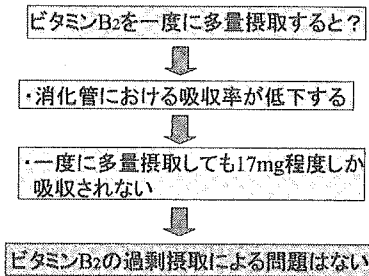 ビタミンB₂を一度に多量摂取すると？
・消化管における吸収率が低下する
・一度に多量摂取しても17mg程度しか
吸収されない
ビタミンB₂の過剰摂取による問題はない